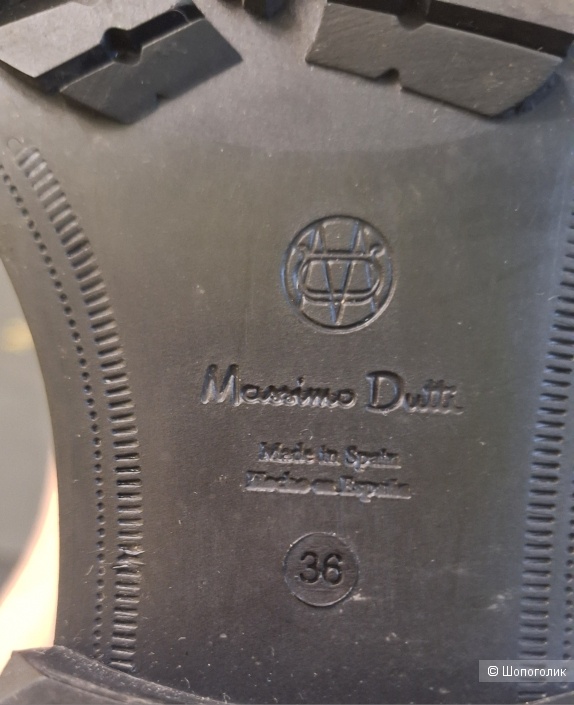 Massimo Dutti
Made in Spain
Hecho en España
36
© Шопоголик